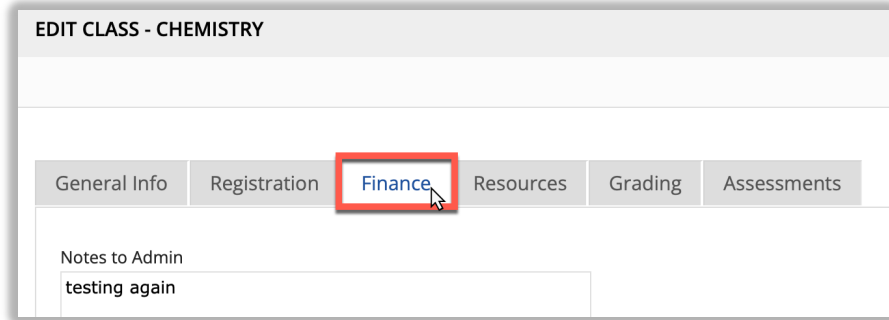 EDIT CLASS - CHEMISTRY
General Info Registration Finance Resources Grading Assessments
Notes to Admin
testing again